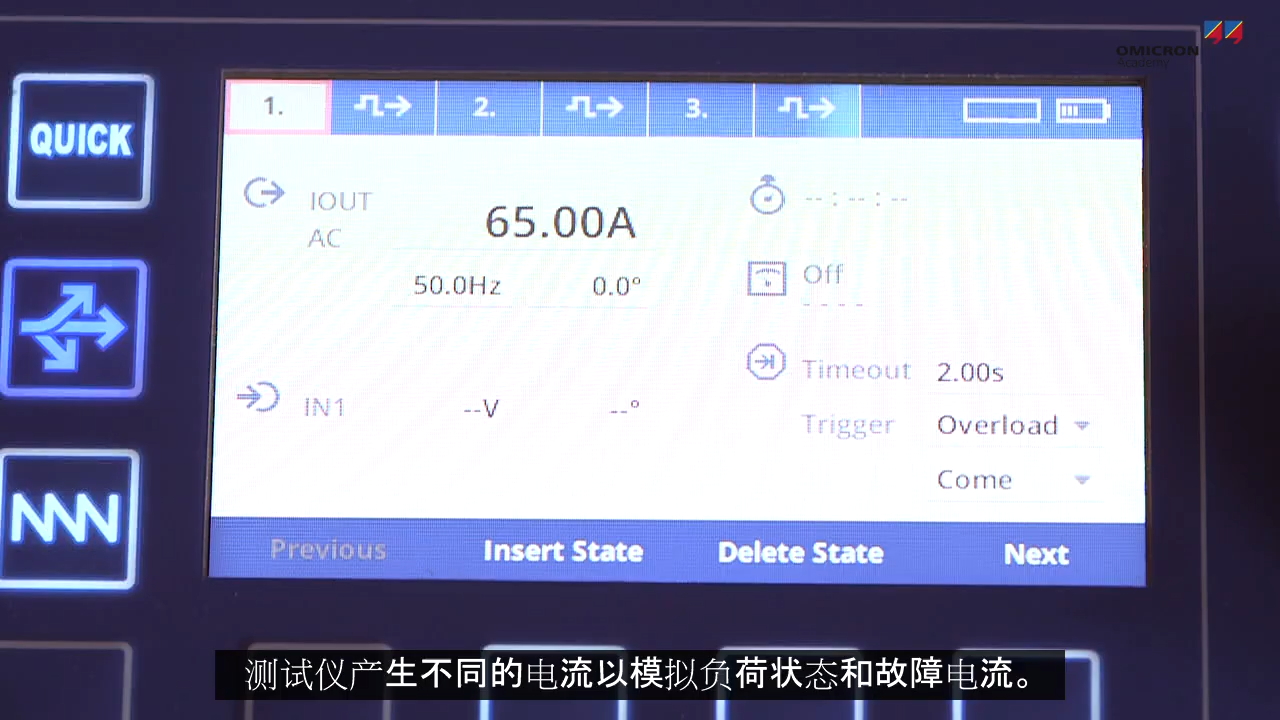 OMICRON
Academy
QUICK
1.
2.
3.
IOUT
AC
65.00A
50.0Hz
0.0°
-- : -- : --
Off
- - - -
Timeout
2.00s
IN1
--V
--°
Trigger
Overload
Come
Previous
Insert State
Delete State
Next
测试仪产生不同的电流以模拟负荷状态和故障电流。